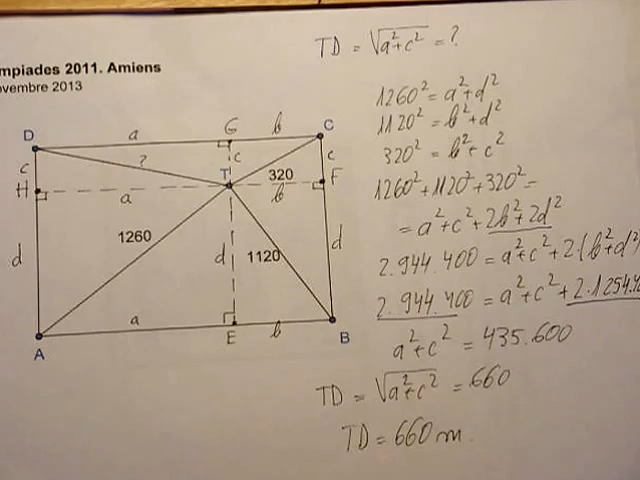 TD = √a²+c² = ?
mpiades 2011. Amiens
ovembre 2013
1260² = a²+d²
1120² = b²+d²
320² = b²+c²
1260²+1120²+320² =
= a²+c²+2b²+2d²
2.944.400 = a²+c²+2·(b²+d²)
2.944.400 = a²+c²+2·1254.4
a²+c² = 435.600
TD = √a²+c² = 660
TD = 660 m.
D a G b C
c ? c c
H a T 320 b F
d 1260 d 1120 d
A a E b B